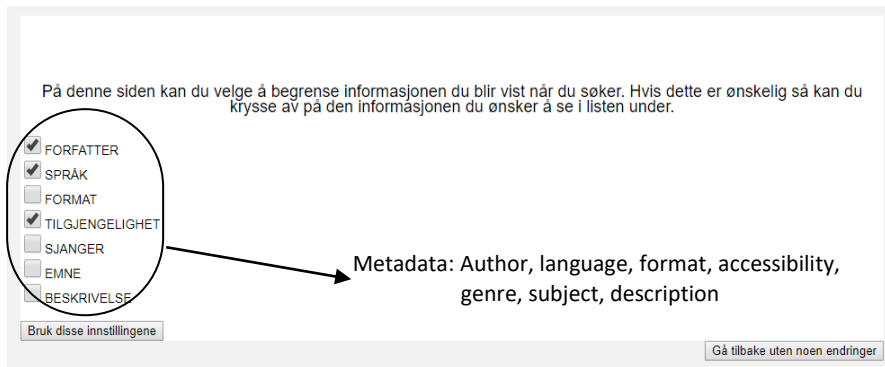 På denne siden kan du velge å begrense informasjonen du blir vist når du søker. Hvis dette er ønskelig så kan du
krysse av på den informasjonen du ønsker å se i listen under.
FORFATTER
SPRÅK
FORMAT
TILGJENGELIGHET
SJANGER
EMNE
BESKRIVELSE
Metadata: Author, language, format, accessibility,
genre, subject, description
Bruk disse innstillingene
Gå tilbake uten noen endringer